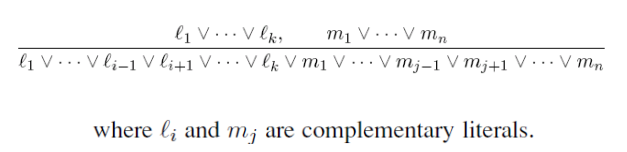 ℓ₁ ∨ ⋯ ∨ ℓₖ, m₁ ∨ ⋯ ∨ mₙ
ℓ₁ ∨ ⋯ ∨ ℓᵢ₋₁ ∨ ℓᵢ₊₁ ∨ ⋯ ∨ ℓₖ ∨ m₁ ∨ ⋯ ∨ mⱼ₋₁ ∨ mⱼ₊₁ ∨ ⋯ ∨ mₙ
where ℓᵢ and mⱼ are complementary literals.